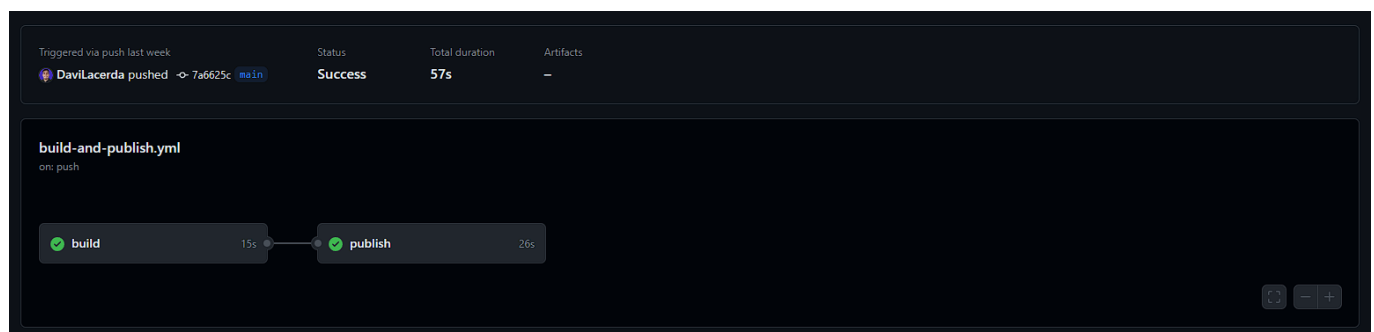 Triggered via push last week
DaviLacerda pushed 7a6625c main
Status
Success
Total duration
57s
Artifacts
–
build-and-publish.yml
on: push
build 15s
publish 26s